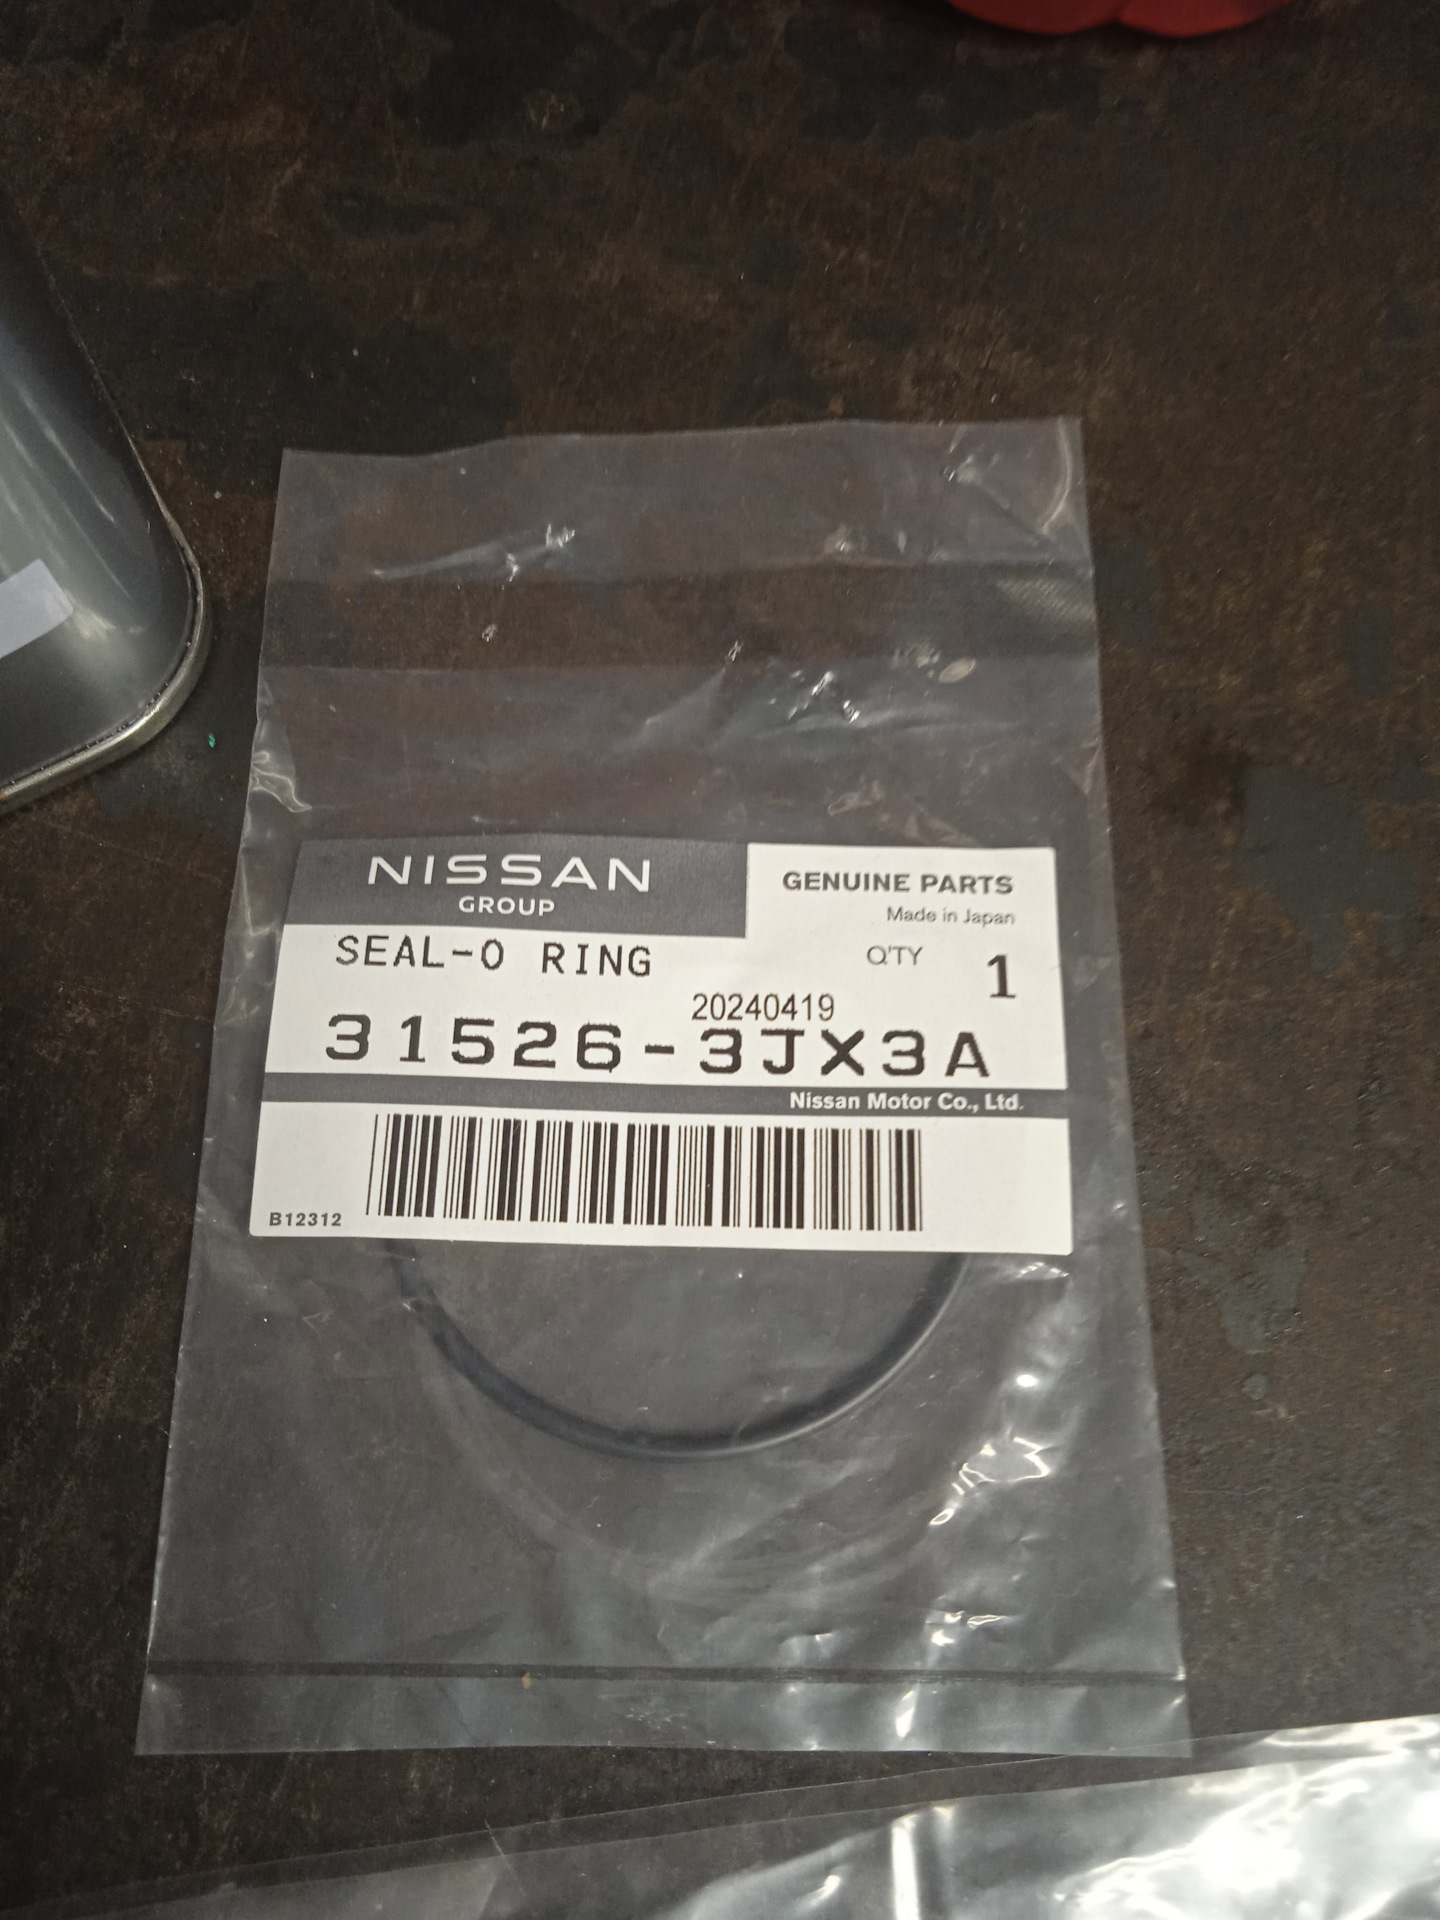 NISSAN
GROUP
GENUINE PARTS
Made in Japan
SEAL-O RING
Q'TY 1
20240419
31526-3JX3A
Nissan Motor Co., Ltd.
B12312